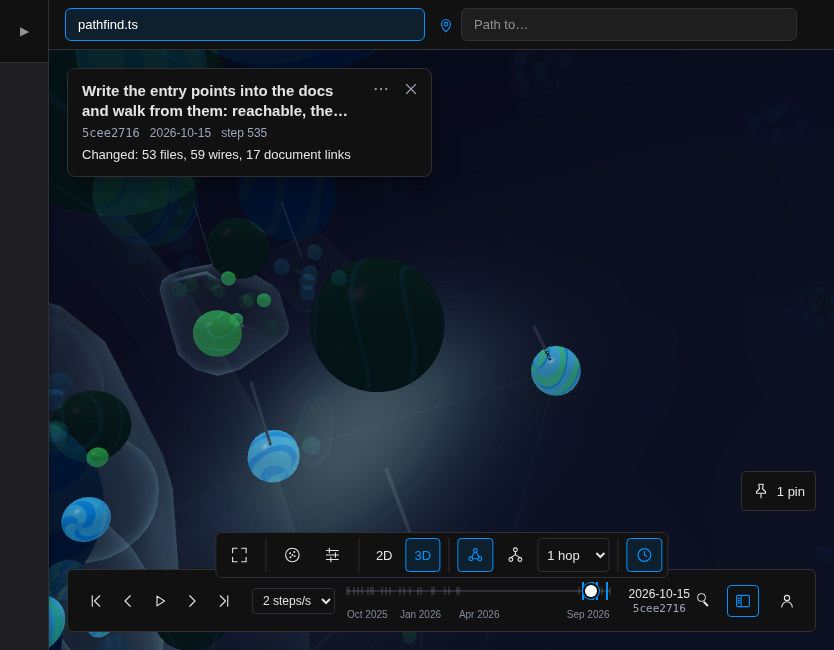 pathfind.ts
Path to…
Write the entry points into the docs
and walk from them: reachable, the…
5cee2716 2026-10-15 step 535
Changed: 53 files, 59 wires, 17 document links
1 pin
2D 3D 1 hop
2 steps/s
Oct 2025 Jan 2026 Apr 2026 Sep 2026
2026-10-15
5cee2716